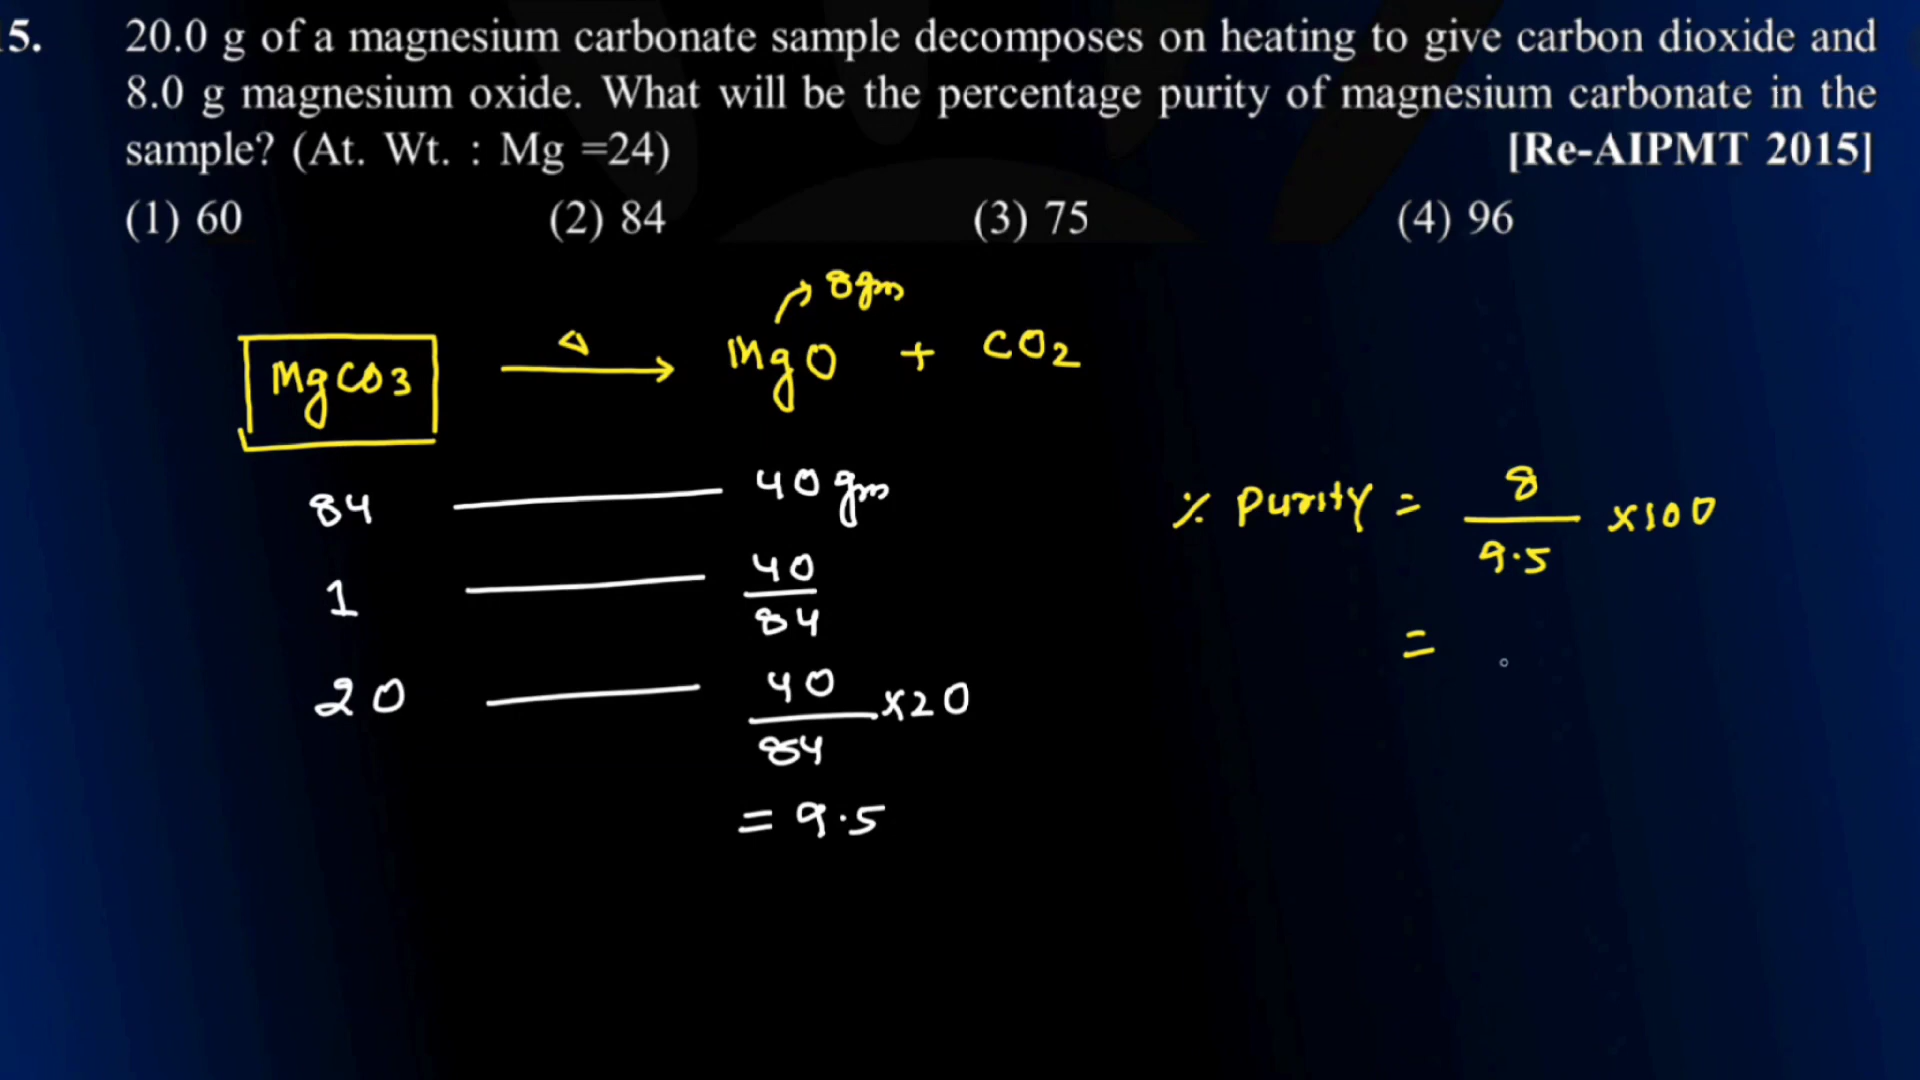 5. 20.0 g of a magnesium carbonate sample decomposes on heating to give carbon dioxide and
8.0 g magnesium oxide. What will be the percentage purity of magnesium carbonate in the
sample? (At. Wt. : Mg =24) [Re-AIPMT 2015]
(1) 60 (2) 84 (3) 75 (4) 96
8gm
MgCO3 Δ → MgO + CO2
84 40 gm
1 40/84
20 40/84 ×20
= 9.5
% Purity = 8/9.5 ×100
=